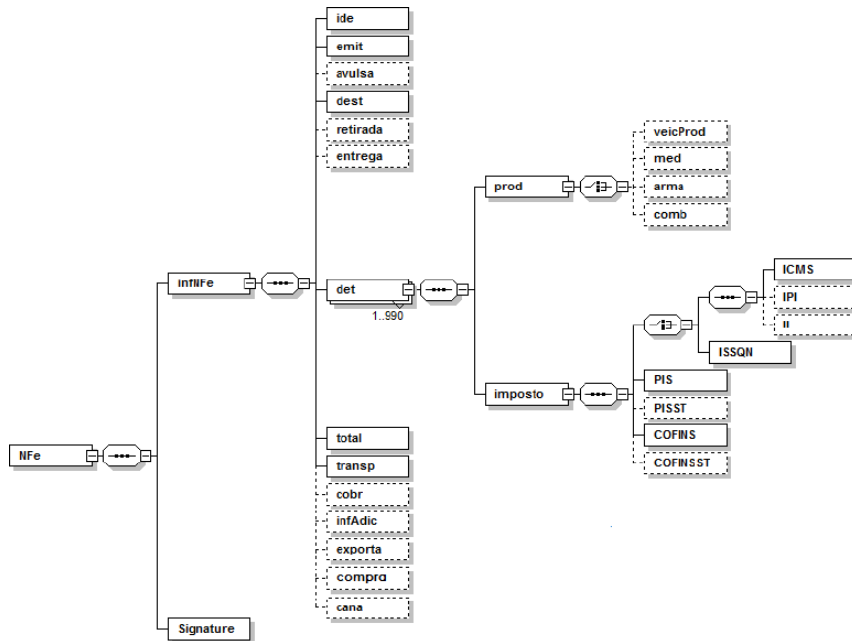 ide
emit
avulsa
dest
retirada
entrega
veicProd
med
arma
comb
prod
infNFe
det
1..990
ICMS
IPI
II
ISSQN
imposto
PIS
PISST
COFINS
COFINSST
total
transp
NFe
cobr
infAdic
exporta
compra
cana
Signature